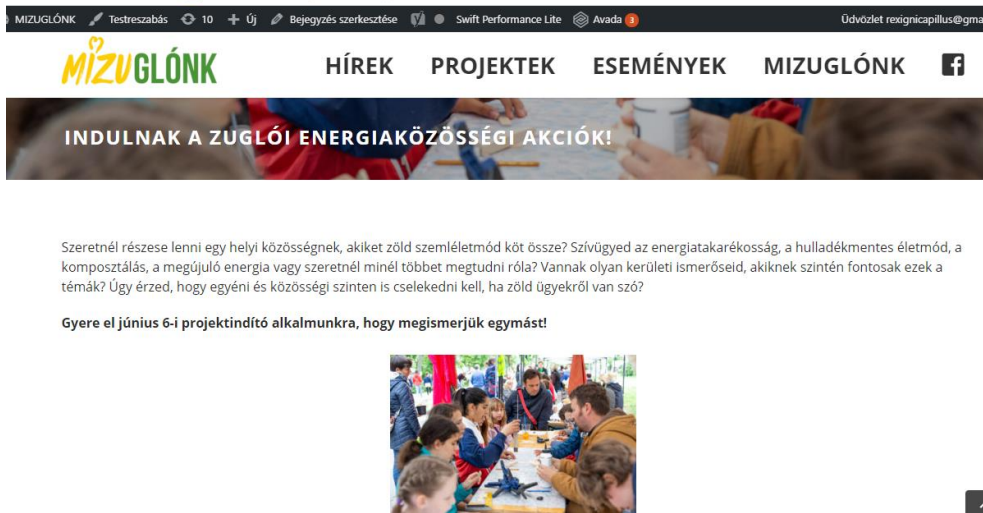 MIZUGLÓNK Testreszabás 10 Új Bejegyzés szerkesztése Swift Performance Lite Avada 3 Üdvözlet rexignicapillus@gma
MIZUGLÓNK HÍREK PROJEKTEK ESEMÉNYEK MIZUGLÓNK
INDULNAK A ZUGLÓI ENERGIAKÖZÖSSÉGI AKCIÓK!
Szeretnél részese lenni egy helyi közösségnek, akiket zöld szemléletmód köt össze? Szívügyed az energiatakarékosság, a hulladékmentes életmód, a
komposztálás, a megújuló energia vagy szeretnél minél többet megtudni róla? Vannak olyan kerületi ismerőseid, akiknek szintén fontosak ezek a
témák? Úgy érzed, hogy egyéni és közösségi szinten is cselekedni kell, ha zöld ügyekről van szó?
Gyere el június 6-i projektindító alkalmunkra, hogy megismerjük egymást!